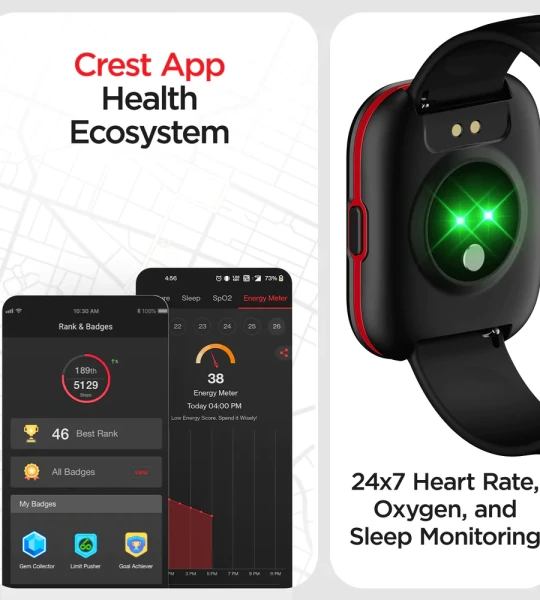 Crest App
Health
Ecosystem
4:56
73%
Sleep SpO2 Energy Meter
22 23 24 25 26
38
Energy Meter
Today 04:00 PM
Low Energy Score, Spend it Wisely!
3 PM 5 PM 7 PM 9 PM 11 PM
10:30 AM 100%
Rank & Badges
189th
5129
Steps
46 Best Rank
All Badges
My Badges
Gem Collector Limit Pusher Goal Achiever
24x7 Heart Rate,
Oxygen, and
Sleep Monitoring